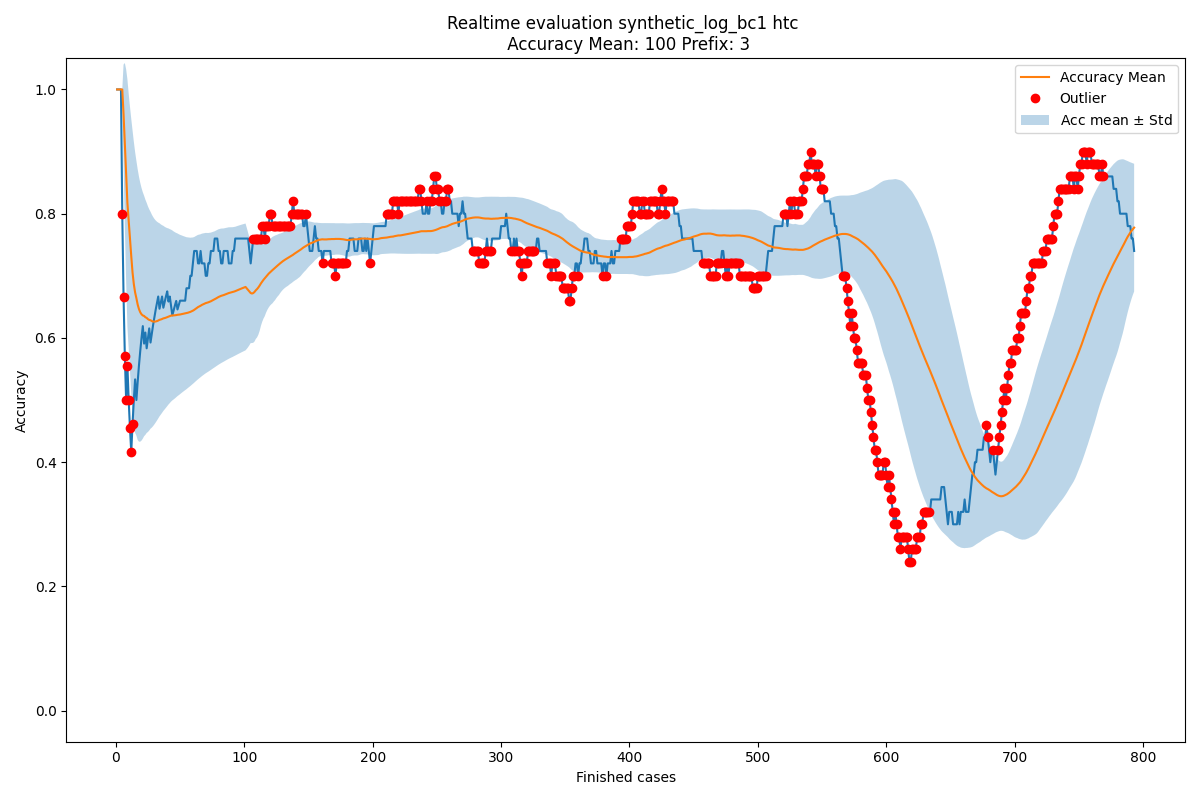 Realtime evaluation synthetic_log_bc1 htc
Accuracy Mean: 100 Prefix: 3
Accuracy Mean
Outlier
Acc mean ± Std
1.0
0.8
0.6
0.4
0.2
0.0
Accuracy
0 100 200 300 400 500 600 700 800
Finished cases